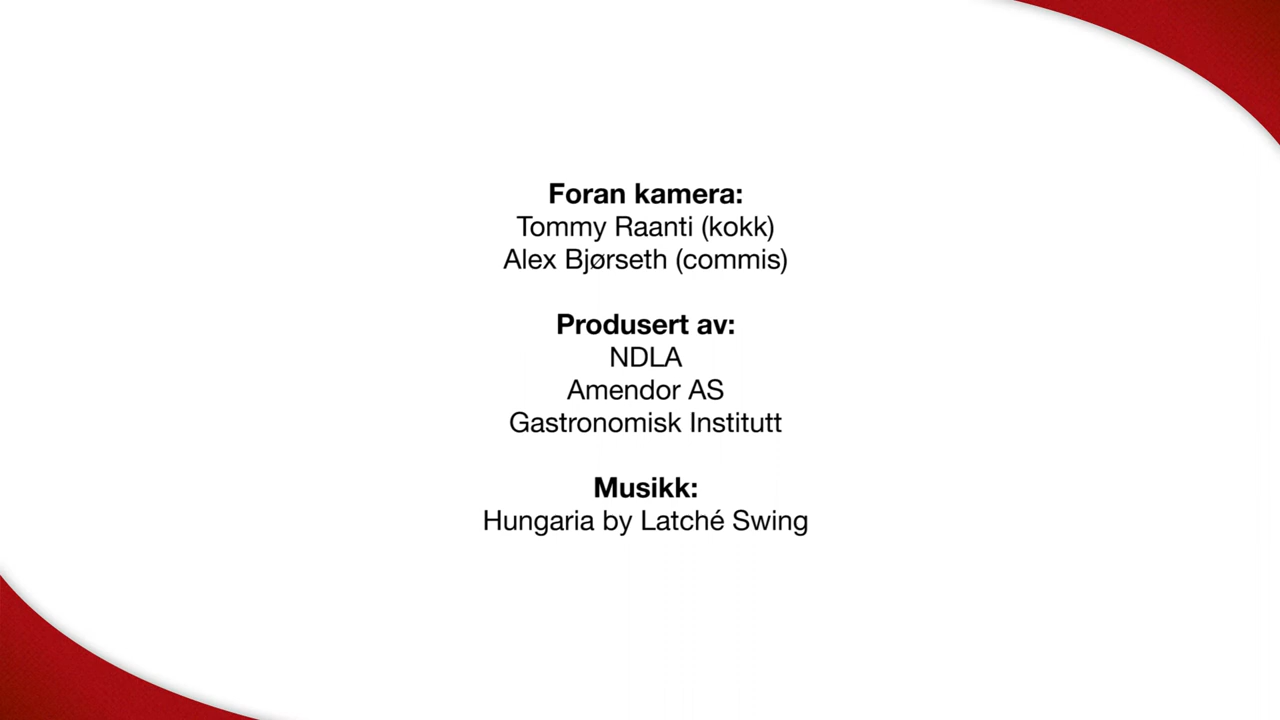 Foran kamera:
Tommy Raanti (kokk)
Alex Bjørseth (commis)
Produsert av:
NDLA
Amendor AS
Gastronomisk Institutt
Musikk:
Hungaria by Latché Swing